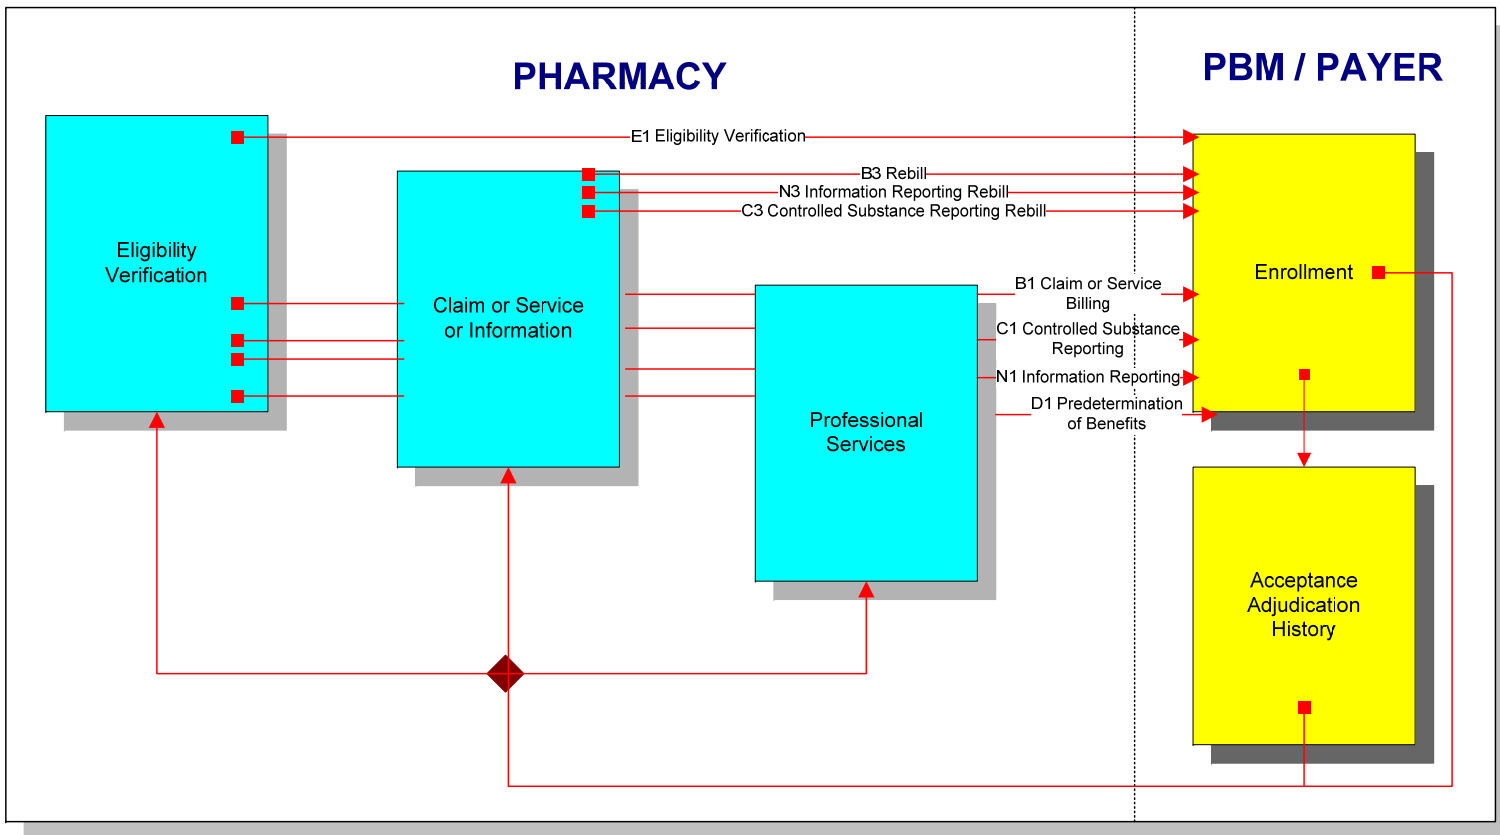 PHARMACY
PBM / PAYER
E1 Eligibility Verification
B3 Rebill
N3 Information Reporting Rebill
C3 Controlled Substance Reporting Rebill
Eligibility
Verification
Claim or Service
or Information
Enrollment
B1 Claim or Service
Billing
C1 Controlled Substance
Reporting
N1 Information Reporting
D1 Predetermination
of Benefits
Professional
Services
Acceptance
Adjudication
History